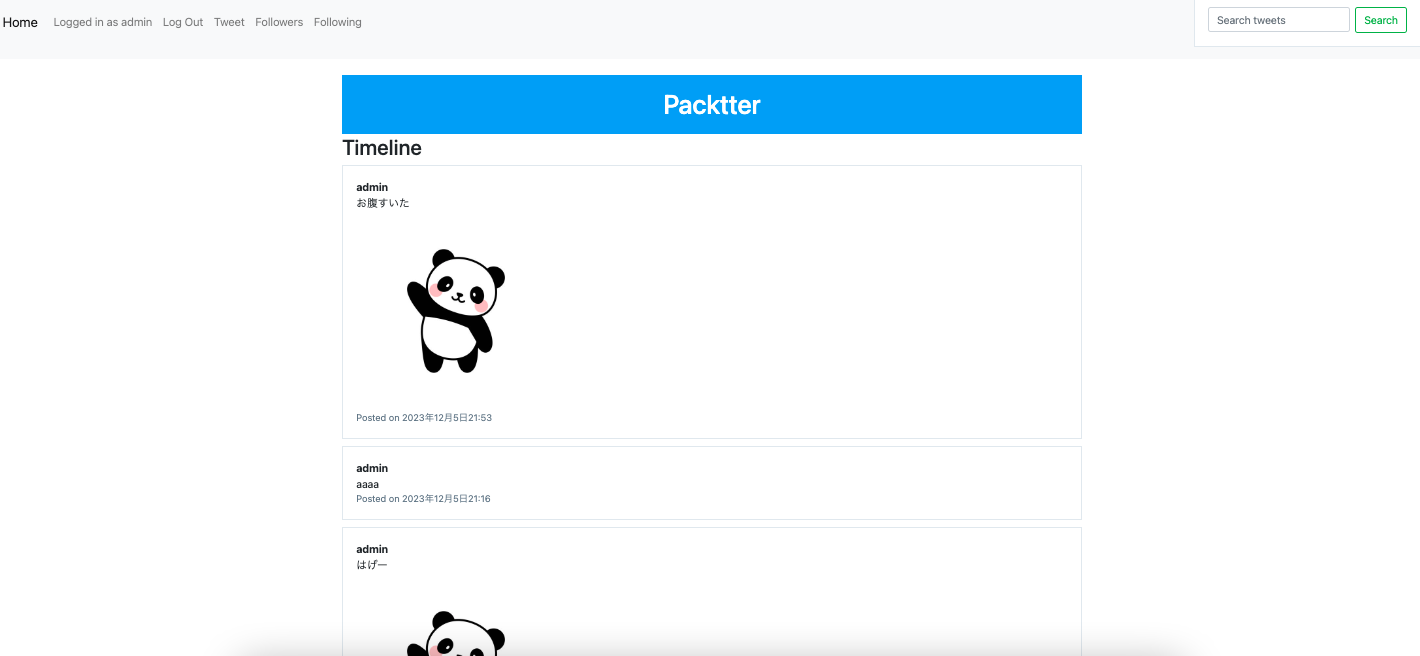 Home Logged in as admin Log Out Tweet Followers Following Search tweets Search
Packtter
Timeline
admin
お腹すいた
Posted on 2023年12月5日21:53
admin
aaaa
Posted on 2023年12月5日21:16
admin
はげー